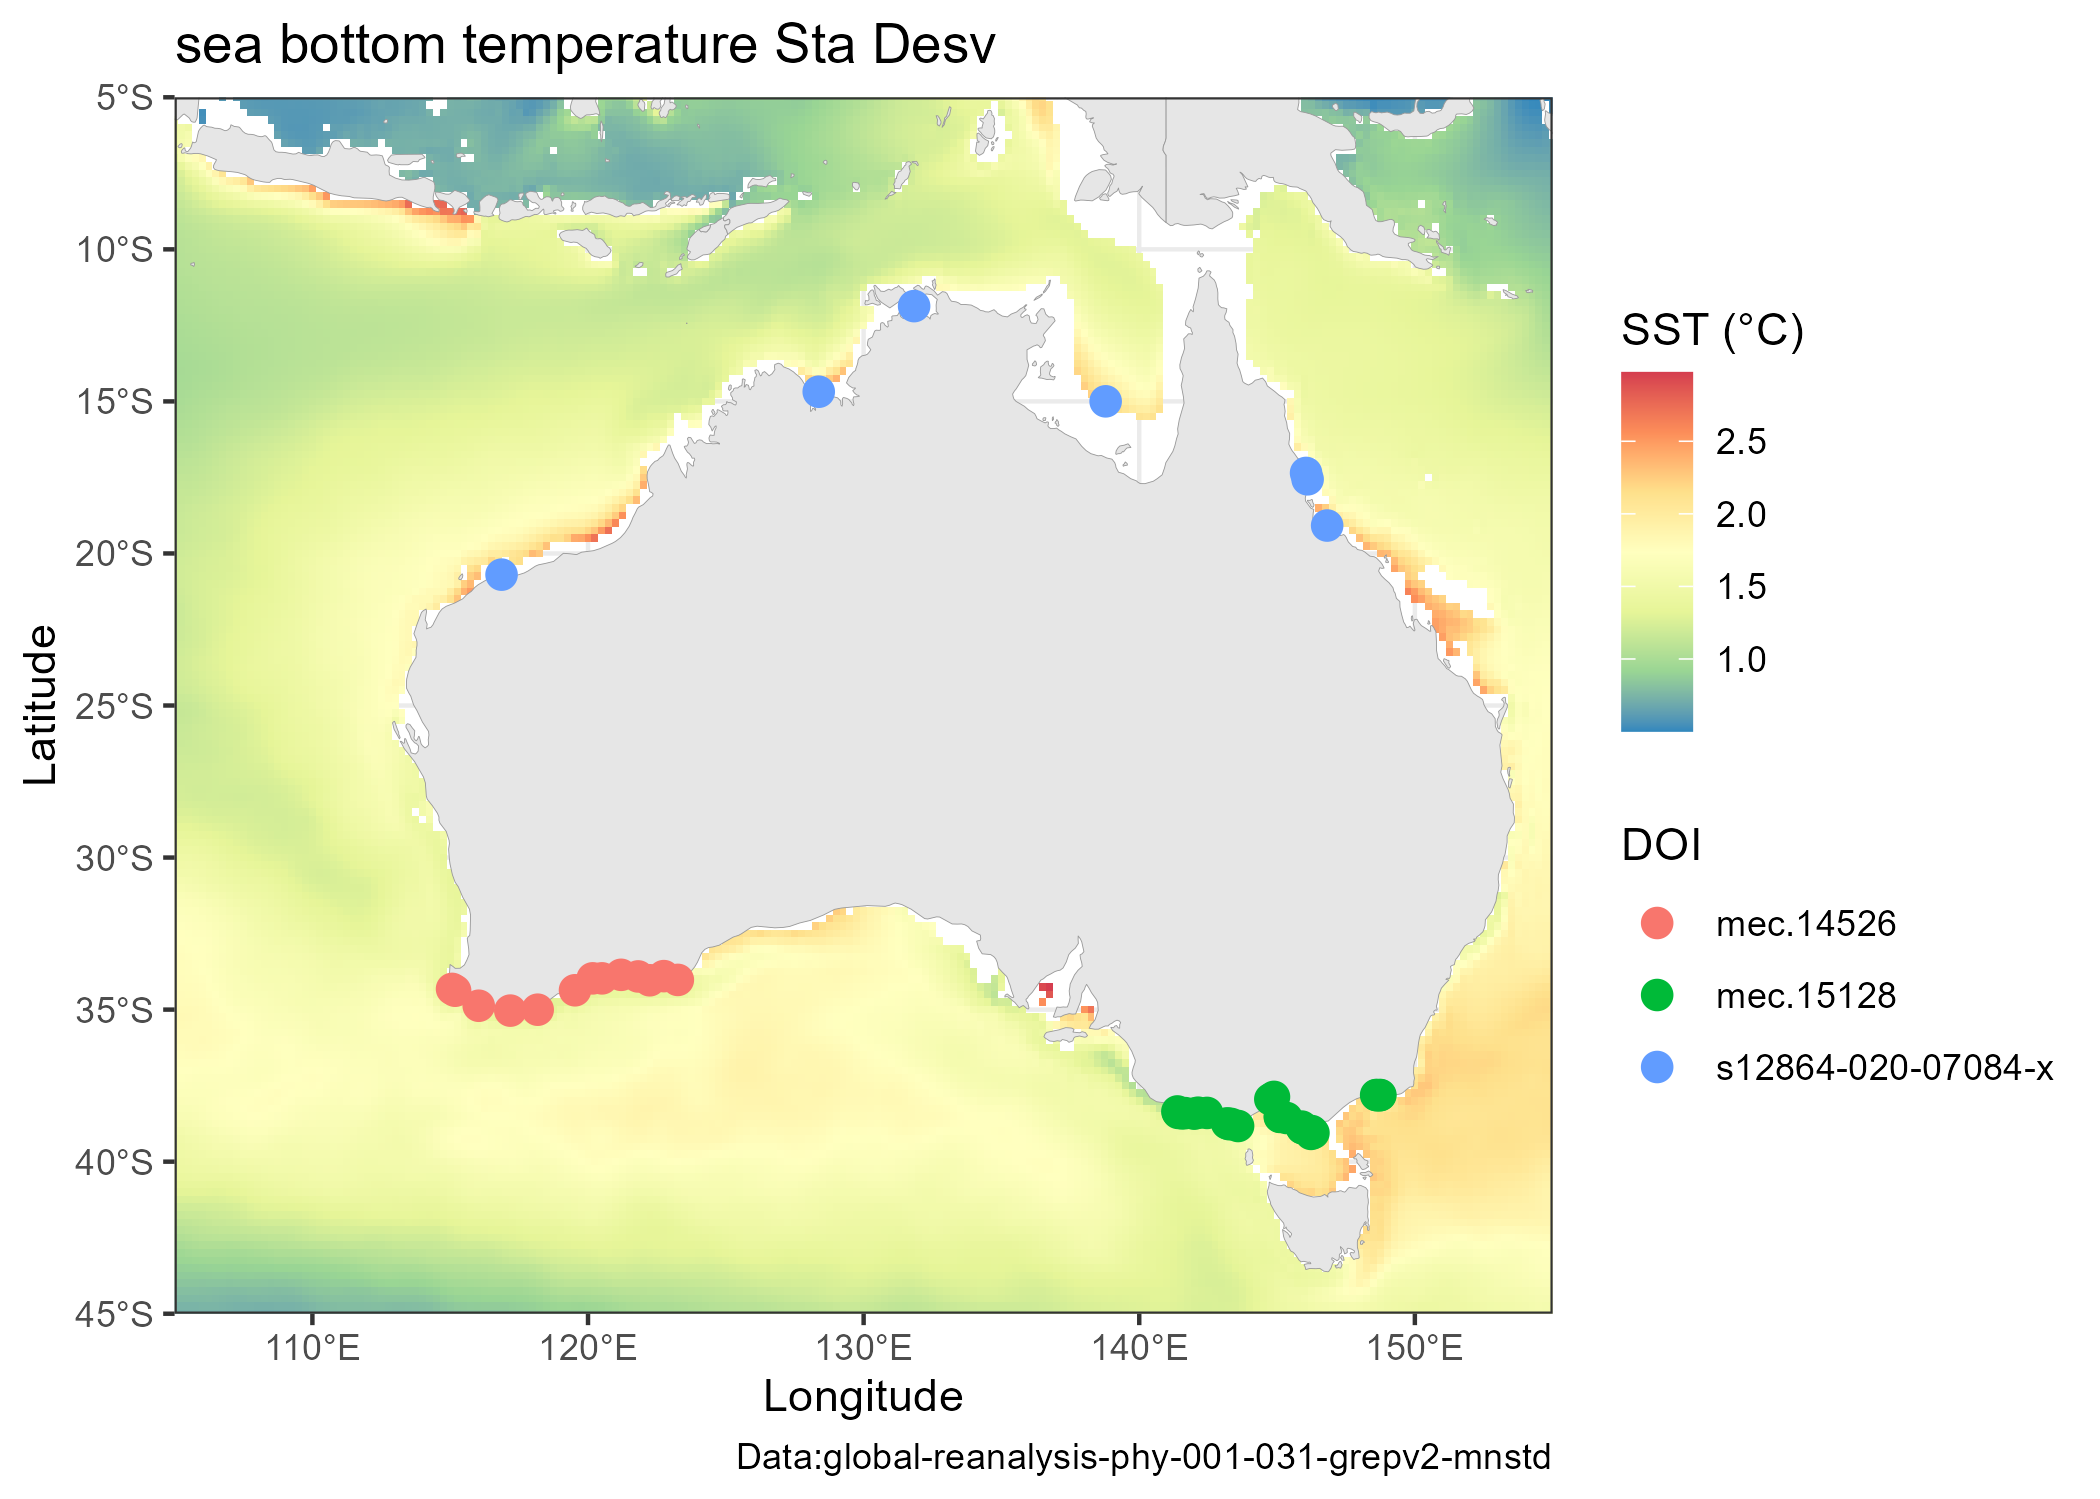 sea bottom temperature Sta Desv
5°S
10°S
15°S
20°S
25°S
30°S
35°S
40°S
45°S
Latitude
110°E
120°E
130°E
140°E
150°E
Longitude
Data:global-reanalysis-phy-001-031-grepv2-mnstd
SST (°C)
2.5
2.0
1.5
1.0
DOI
mec.14526
mec.15128
s12864-020-07084-x